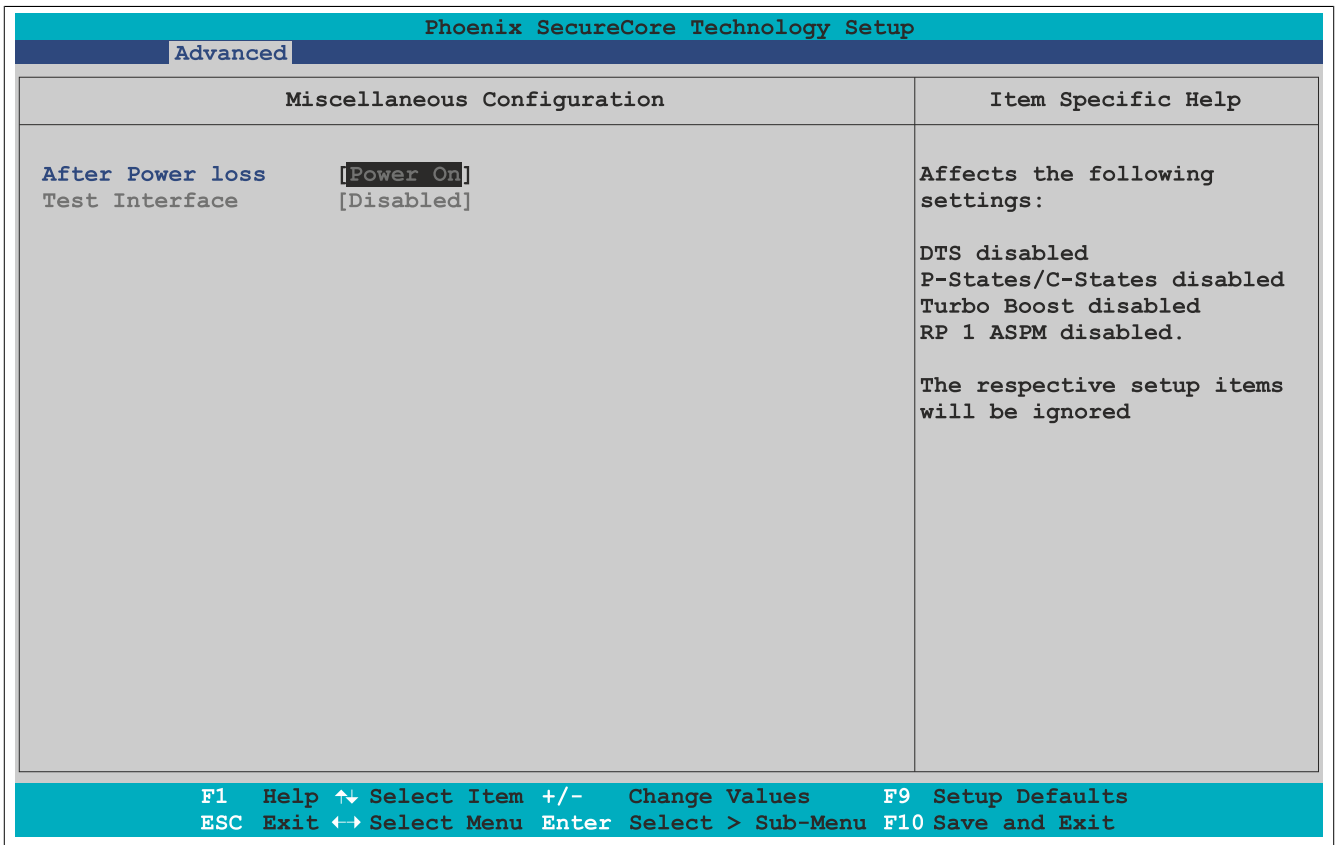 Phoenix SecureCore Technology Setup
Advanced
Miscellaneous Configuration
After Power loss [Power On]
Test Interface [Disabled]
Item Specific Help
Affects the following
settings:
DTS disabled
P-States/C-States disabled
Turbo Boost disabled
RP 1 ASPM disabled.
The respective setup items
will be ignored
F1 Help ↑↓ Select Item +/- Change Values F9 Setup Defaults
ESC Exit ←→ Select Menu Enter Select > Sub-Menu F10 Save and Exit